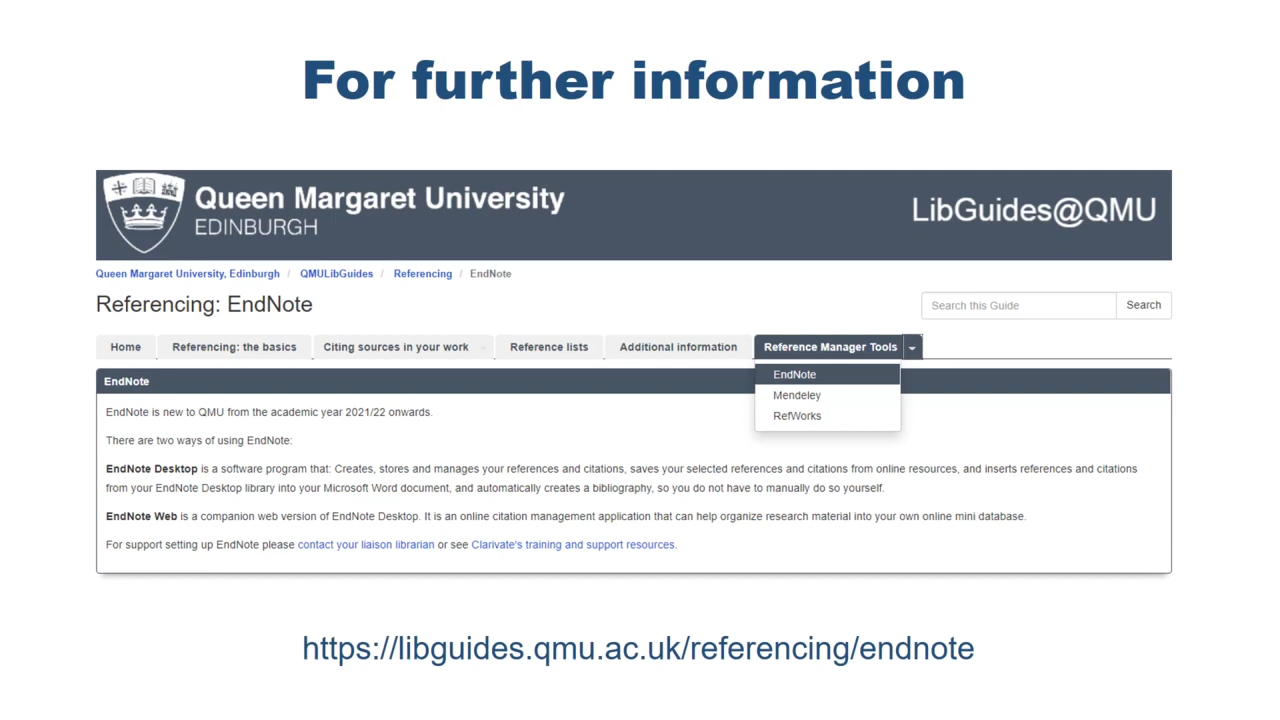 For further information
Queen Margaret University
EDINBURGH
LibGuides@QMU
Queen Margaret University, Edinburgh / QMULibGuides / Referencing / EndNote
Referencing: EndNote
Search this Guide
Search
Home
Referencing: the basics
Citing sources in your work
Reference lists
Additional information
Reference Manager Tools
EndNote
Mendeley
RefWorks
EndNote
EndNote is new to QMU from the academic year 2021/22 onwards.
There are two ways of using EndNote:
EndNote Desktop is a software program that: Creates, stores and manages your references and citations, saves your selected references and citations from online resources, and inserts references and citations
from your EndNote Desktop library into your Microsoft Word document, and automatically creates a bibliography, so you do not have to manually do so yourself.
EndNote Web is a companion web version of EndNote Desktop. It is an online citation management application that can help organize research material into your own online mini database.
For support setting up EndNote please contact your liaison librarian or see Clarivate's training and support resources.
https://libguides.qmu.ac.uk/referencing/endnote